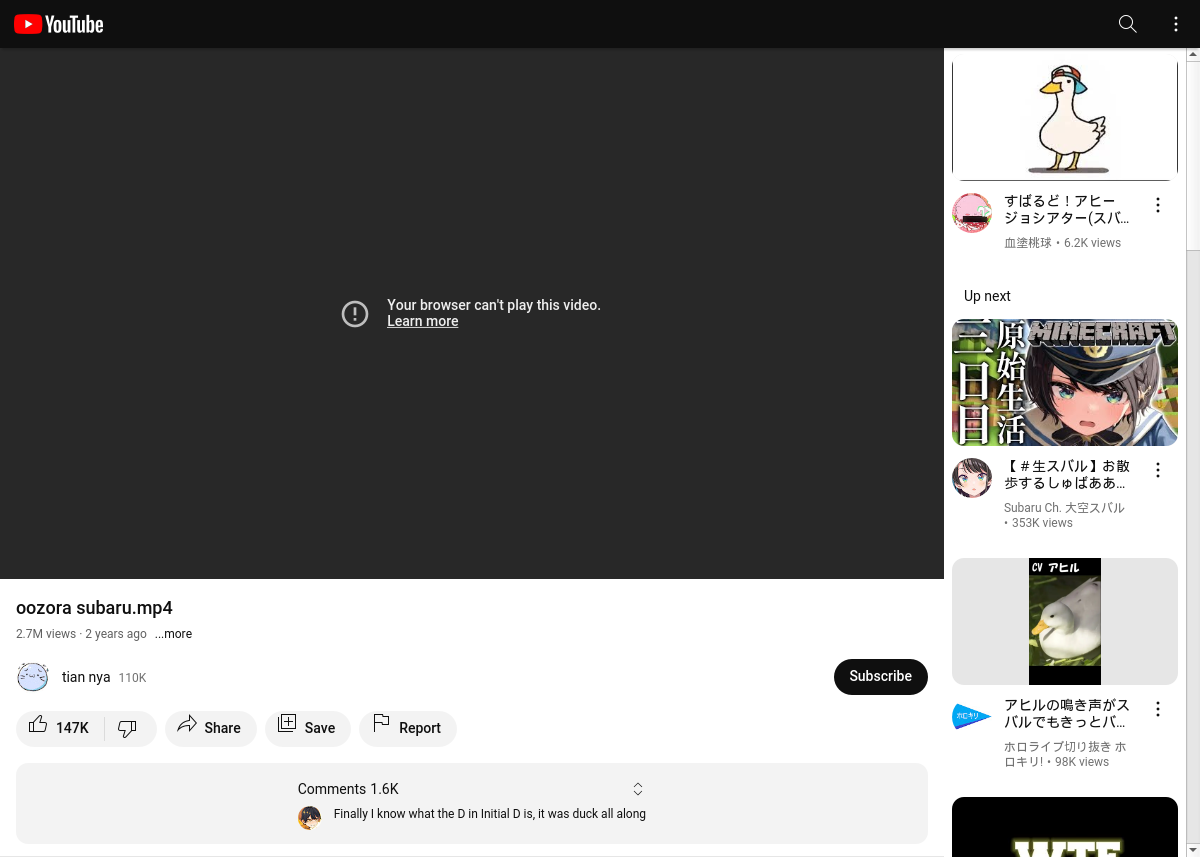 YouTube
Your browser can't play this video.
Learn more
oozora subaru.mp4
2.7M views · 2 years ago ...more
tian nya 110K
Subscribe
147K
Share
Save
Report
Comments 1.6K
Finally I know what the D in Initial D is, it was duck all along
すばるど！アヒー
ジョシアター(スバ...
血塗桃球 • 6.2K views
Up next
MINECRAFT
原始生活
三日目
【＃生スバル】お散
歩するしゅばああ...
Subaru Ch. 大空スバル
• 353K views
CV アヒル
アヒルの鳴き声がス
バルでもきっとバ...
ホロキリ
ホロライブ切り抜き ホ
ロキリ! • 98K views
WTF